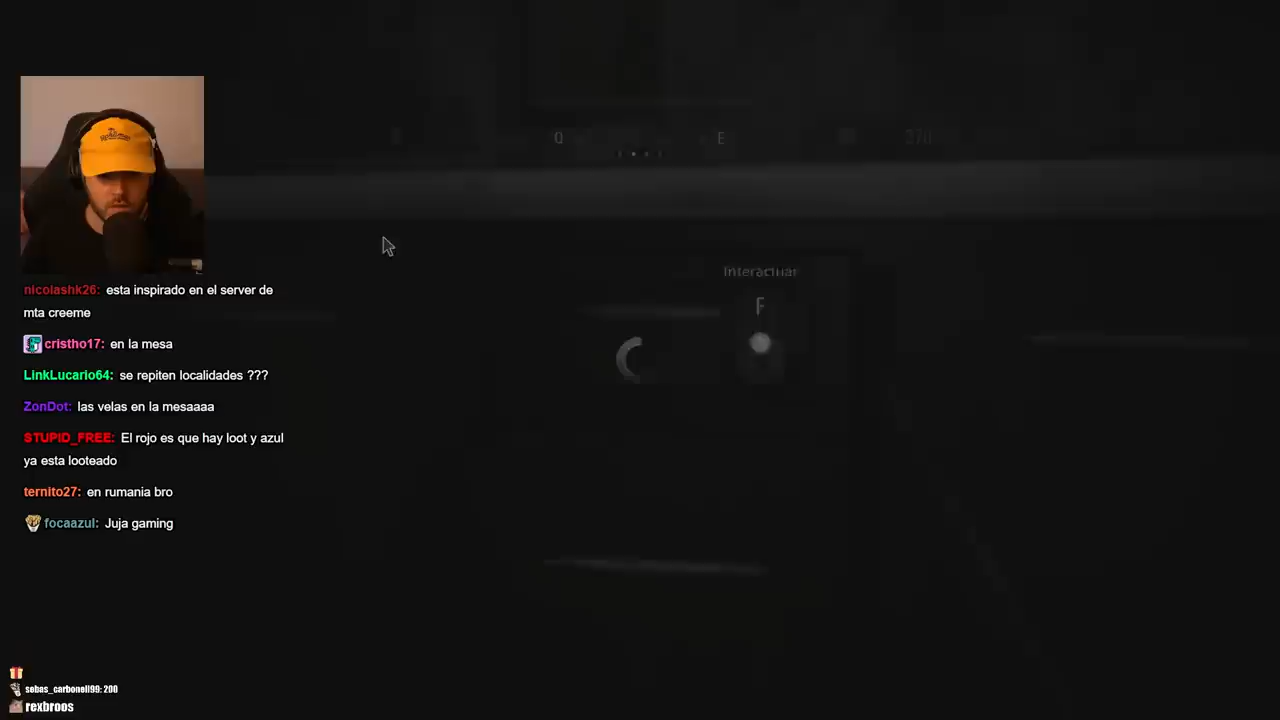 Q
E
270
Interactuar
F
nicolashk26: esta inspirado en el server de
mta creeme
cristho17: en la mesa
LinkLucario64: se repiten localidades ???
ZonDot: las velas en la mesaaaa
STUPID_FREE: El rojo es que hay loot y azul
ya esta looteado
ternito27: en rumania bro
focaazul: Juja gaming
sebas_carbonell99: 200
rexbroos